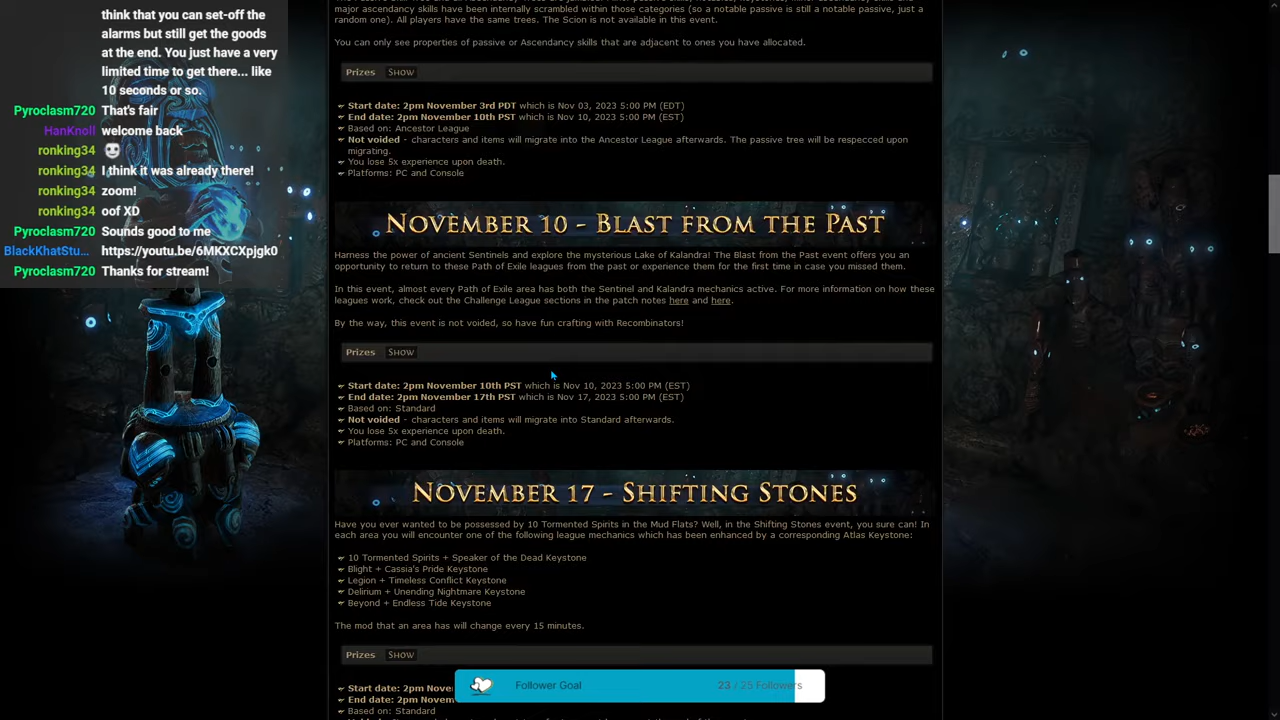 think that you can set-off the
alarms but still get the goods
at the end. You just have a very
limited time to get there... like
10 seconds or so.
Pyroclasm720 That's fair
HanKnoll welcome back
ronking34
ronking34 I think it was already there!
ronking34 zoom!
ronking34 oof XD
Pyroclasm720 Sounds good to me
BlackKhatStu... https://youtu.be/6MKXCXpjgk0
Pyroclasm720 Thanks for stream!
major ascendancy skills have been internally scrambled within those categories (so a notable passive is still a notable passive, just a
random one). All players have the same trees. The Scion is not available in this event.
You can only see properties of passive or Ascendancy skills that are adjacent to ones you have allocated.
Prizes SHOW
Start date: 2pm November 3rd PDT which is Nov 03, 2023 5:00 PM (EDT)
End date: 2pm November 10th PST which is Nov 10, 2023 5:00 PM (EST)
Based on: Ancestor League
Not voided - characters and items will migrate into the Ancestor League afterwards. The passive tree will be respecced upon
migrating.
You lose 5x experience upon death.
Platforms: PC and Console
NOVEMBER 10 - BLAST FROM THE PAST
Harness the power of ancient Sentinels and explore the mysterious Lake of Kalandra! The Blast from the Past event offers you an
opportunity to return to these Path of Exile leagues from the past or experience them for the first time in case you missed them.
In this event, almost every Path of Exile area has both the Sentinel and Kalandra mechanics active. For more information on how these
leagues work, check out the Challenge League sections in the patch notes here and here.
By the way, this event is not voided, so have fun crafting with Recombinators!
Prizes SHOW
Start date: 2pm November 10th PST which is Nov 10, 2023 5:00 PM (EST)
End date: 2pm November 17th PST which is Nov 17, 2023 5:00 PM (EST)
Based on: Standard
Not voided - characters and items will migrate into Standard afterwards.
You lose 5x experience upon death.
Platforms: PC and Console
NOVEMBER 17 - SHIFTING STONES
Have you ever wanted to be possessed by 10 Tormented Spirits in the Mud Flats? Well, in the Shifting Stones event, you sure can! In
each area you will encounter one of the following league mechanics which has been enhanced by a corresponding Atlas Keystone:
10 Tormented Spirits + Speaker of the Dead Keystone
Blight + Cassia's Pride Keystone
Legion + Timeless Conflict Keystone
Delirium + Unending Nightmare Keystone
Beyond + Endless Tide Keystone
The mod that an area has will change every 15 minutes.
Prizes SHOW
Start date: 2pm Nove
End date: 2pm Novem
Based on: Standard
Follower Goal 23 / 25 Followers